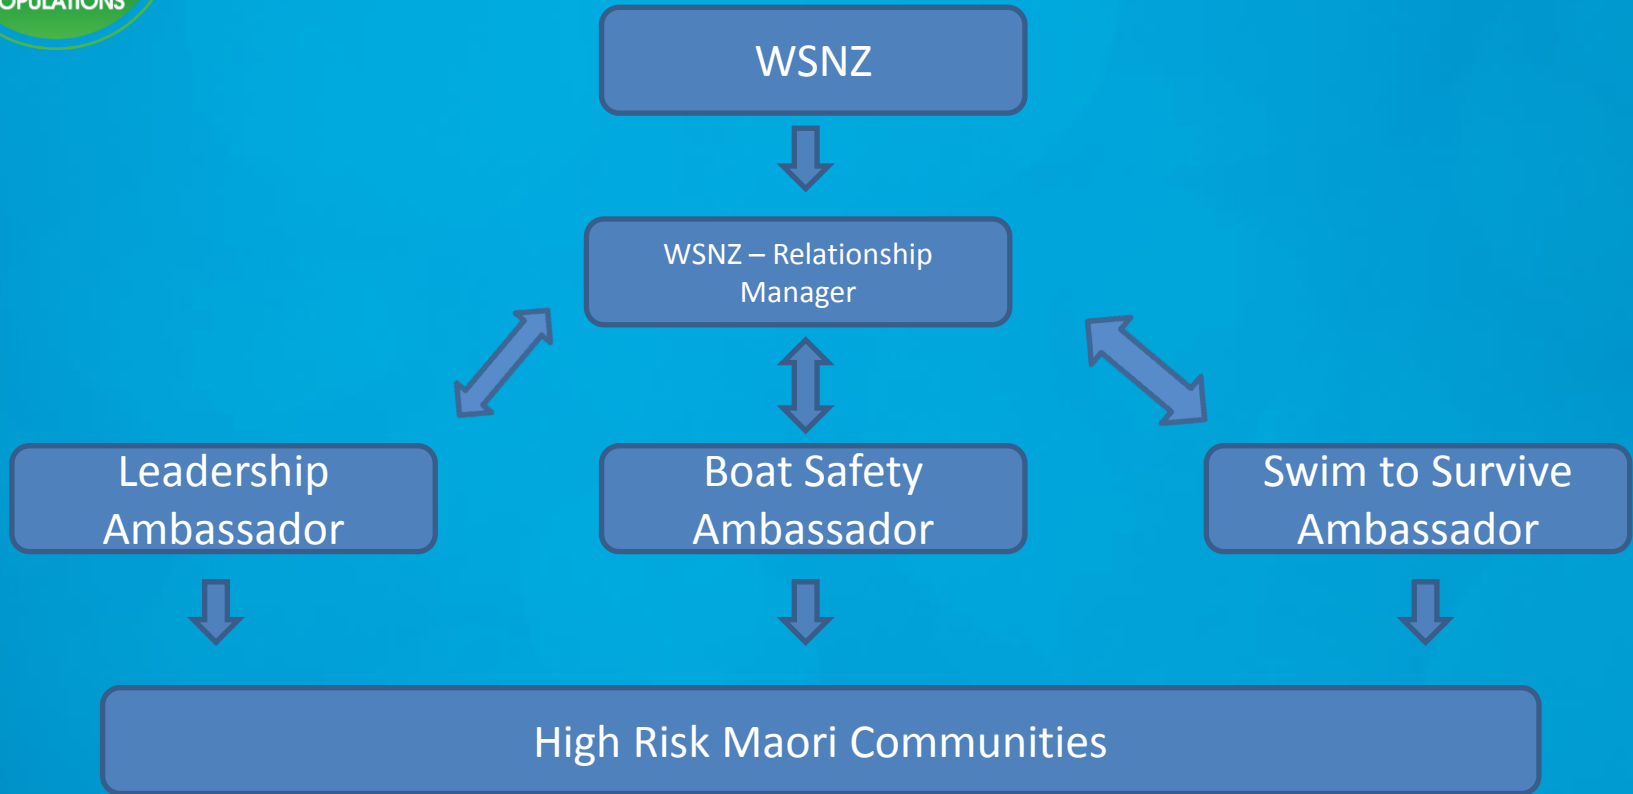 WSNZ
WSNZ – Relationship
Manager
Leadership
Ambassador
Boat Safety
Ambassador
Swim to Survive
Ambassador
High Risk Maori Communities